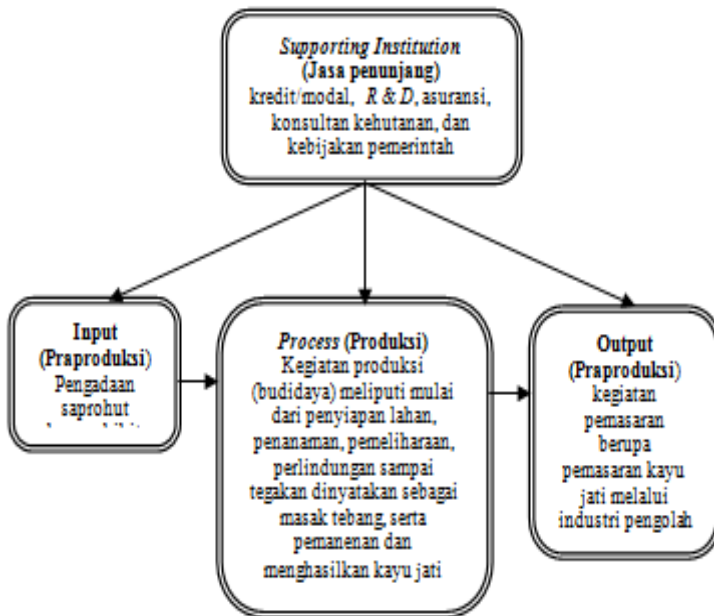 Supporting Institution
(Jasa penunjang)
kredit/modal, R & D, asuransi,
konsultan kehutanan, dan
kebijakan pemerintah
Input
(Praproduksi)
Pengadaan
saprohut
Process (Produksi)
Kegiatan produksi
(budidaya) meliputi mulai
dari penyiapan lahan,
penanaman, pemeliharaan,
perlindungan sampai
tegakan dinyatakan sebagai
masak tebang, serta
pemanenan dan
menghasilkan kayu jati
Output
(Praproduksi)
kegiatan
pemasaran
berupa
pemasaran kayu
jati melalui
industri pengolah